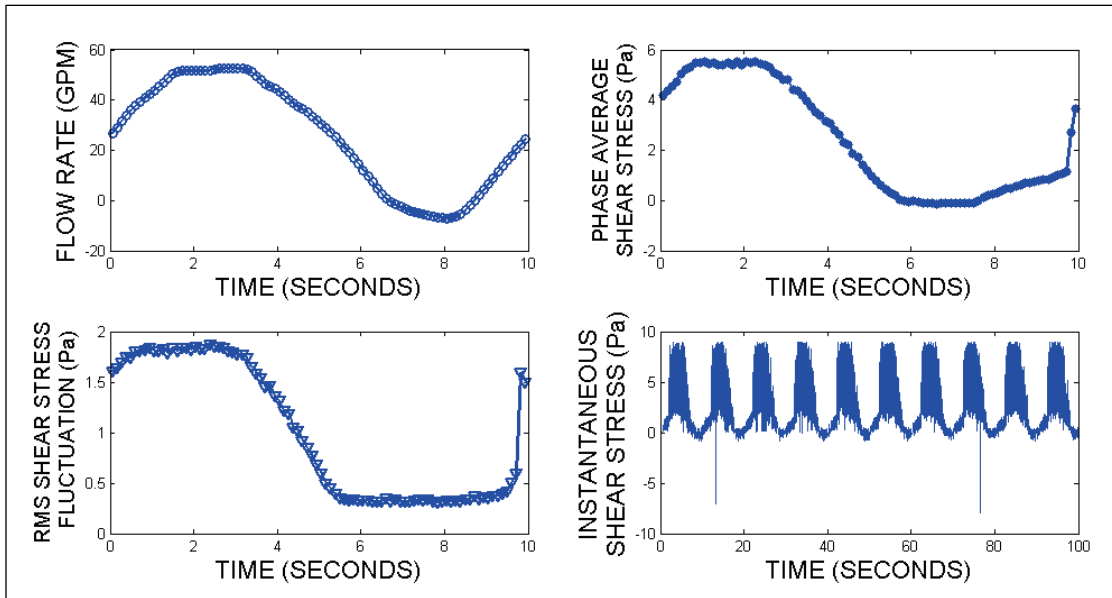 FLOW RATE (GPM)
60
40
20
0
-20
0 2 4 6 8 10
TIME (SECONDS)
PHASE AVERAGE
SHEAR STRESS (Pa)
6
4
2
0
-2
0 2 4 6 8 10
TIME (SECONDS)
RMS SHEAR STRESS
FLUCTUATION (Pa)
2
1.5
1
0.5
0
0 2 4 6 8 10
TIME (SECONDS)
INSTANTANEOUS
SHEAR STRESS (Pa)
10
5
0
-5
-10
0 20 40 60 80 100
TIME (SECONDS)